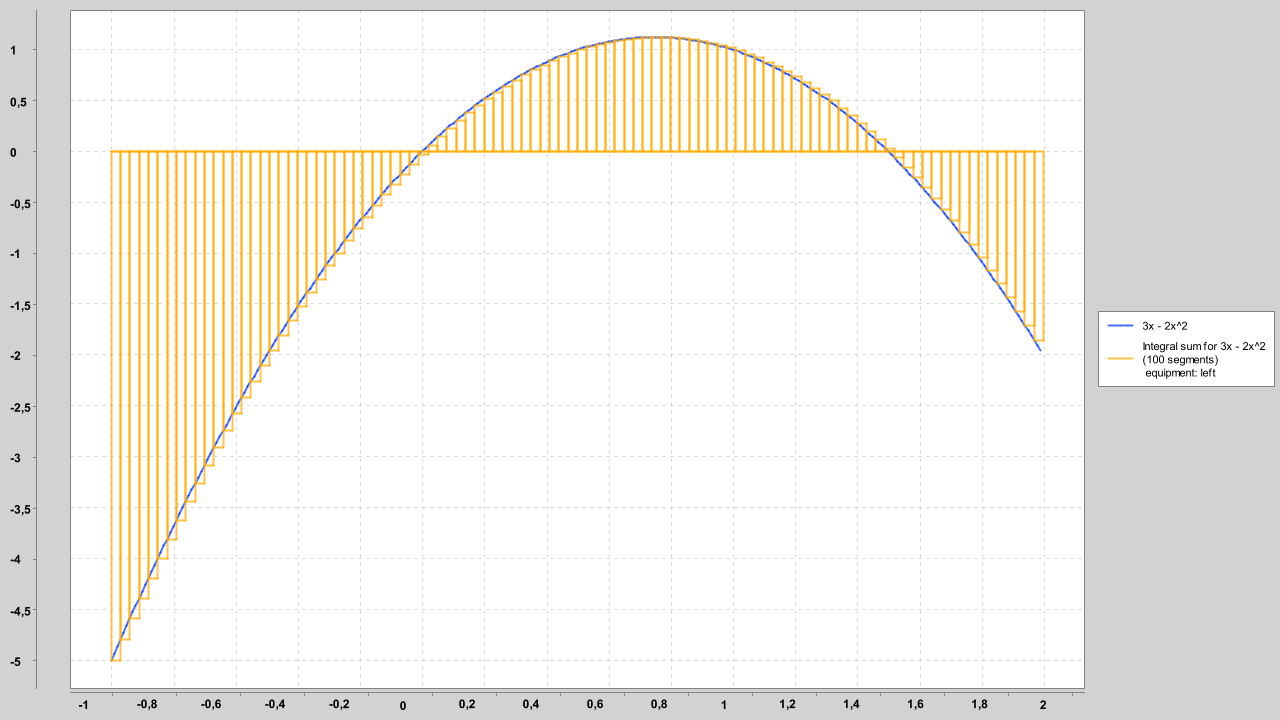 1
0,5
0
-0,5
-1
-1,5
-2
-2,5
-3
-3,5
-4
-4,5
-5
-1 -0,8 -0,6 -0,4 -0,2 0 0,2 0,4 0,6 0,8 1 1,2 1,4 1,6 1,8 2
3x - 2x^2
Integral sum for 3x - 2x^2
(100 segments)
equipment: left